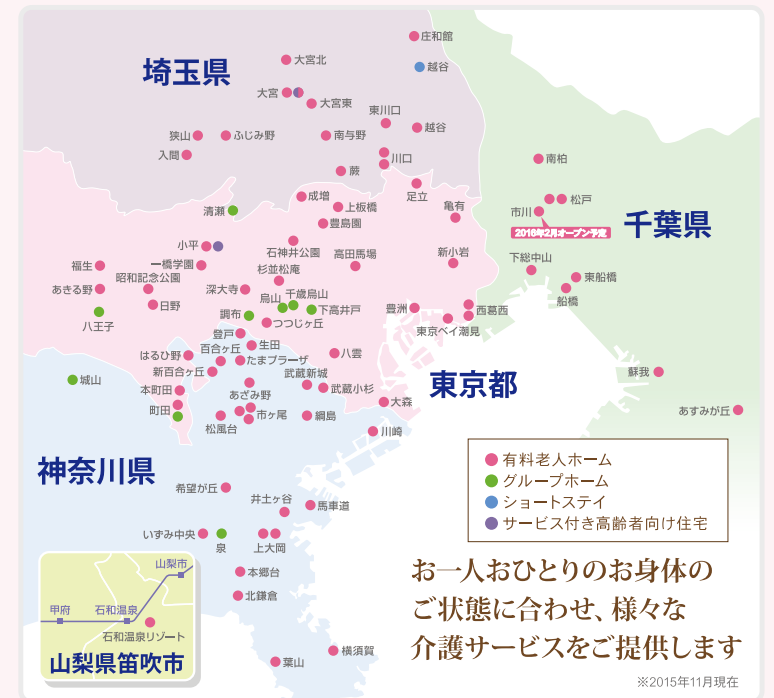 庄和館
大宮北
埼玉県
越谷
大宮
大宮東
東川口
狭山
ふじみ野
南与野
越谷
入間
川口
南柏
蕨
成増
足立
松戸
清瀬
上板橋
亀有
市川
豊島園
2016年2月オープン予定
千葉県
小平
石神井公園
高田馬場
新小岩
下総中山
福生
一橋学園
杉並松庵
東船橋
昭和記念公園
あきる野
深大寺
烏山
千歳烏山
船橋
日野
下高井戸
豊洲
西葛西
八王子
調布
つつじヶ丘
東京ベイ潮見
登戸
生田
はるひ野
百合ヶ丘
たまプラーザ
八雲
新百合ヶ丘
武蔵新城
東京都
蘇我
城山
本町田
あざみ野
武蔵小杉
町田
大森
あすみが丘
松風台
市ヶ尾
綱島
川崎
神奈川県
有料老人ホーム
グループホーム
ショートステイ
サービス付き高齢者向け住宅
希望が丘
井土ヶ谷
馬車道
いずみ中央
泉
上大岡
本郷台
北鎌倉
横須賀
葉山
山梨市
甲府
石和温泉
石和温泉リゾート
山梨県笛吹市
お一人おひとりのお身体の
ご状態に合わせ、様々な
介護サービスをご提供します
※2015年11月現在